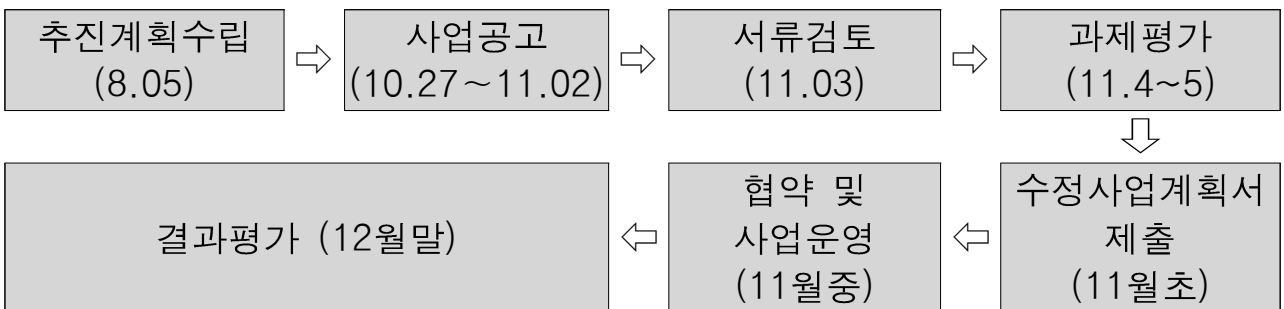 추진계획수립
(8.05)
⇨
사업공고
(10.27～11.02)
⇨
서류검토
(11.03)
⇨
과제평가
(11.4~5)
⇩
수정사업계획서
제출
(11월초)
⇦
협약 및
사업운영
(11월중)
⇦
결과평가 (12월말)